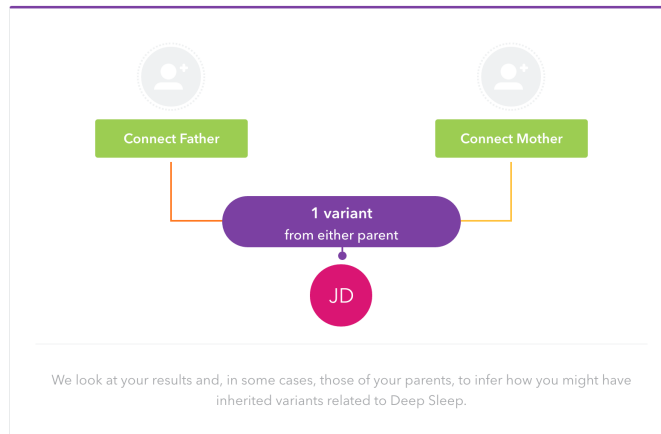 Connect Father
Connect Mother
1 variant
from either parent
JD
We look at your results and, in some cases, those of your parents, to infer how you might have
inherited variants related to Deep Sleep.